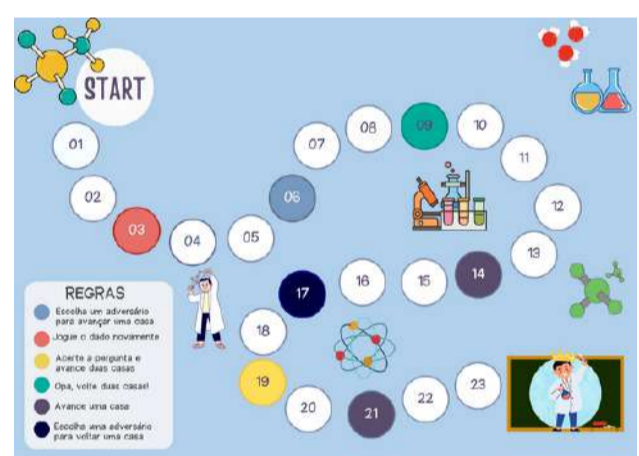 START
01
02
03
04
05
06
07
08
09
10
11
12
13
14
15
16
17
18
19
20
21
22
23
REGRAS
Escolha um adversário
para avançar uma casa
Jogue o dado novamente
Acerte a pergunta e
avance duas casas
Opa, volte duas casas!
Avance uma casa
Escolha uma adversário
para voltar uma casa